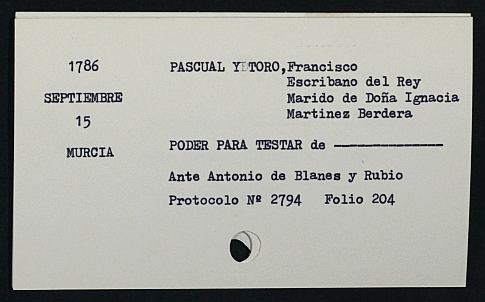 1786
SEPTIEMBRE
15
MURCIA
PASCUAL Y TORO, Francisco
Escribano del Rey
Marido de Doña Ignacia
Martinez Berdera
PODER PARA TESTAR de ---------------
Ante Antonio de Blanes y Rubio
Protocolo Nº 2794 Folio 204